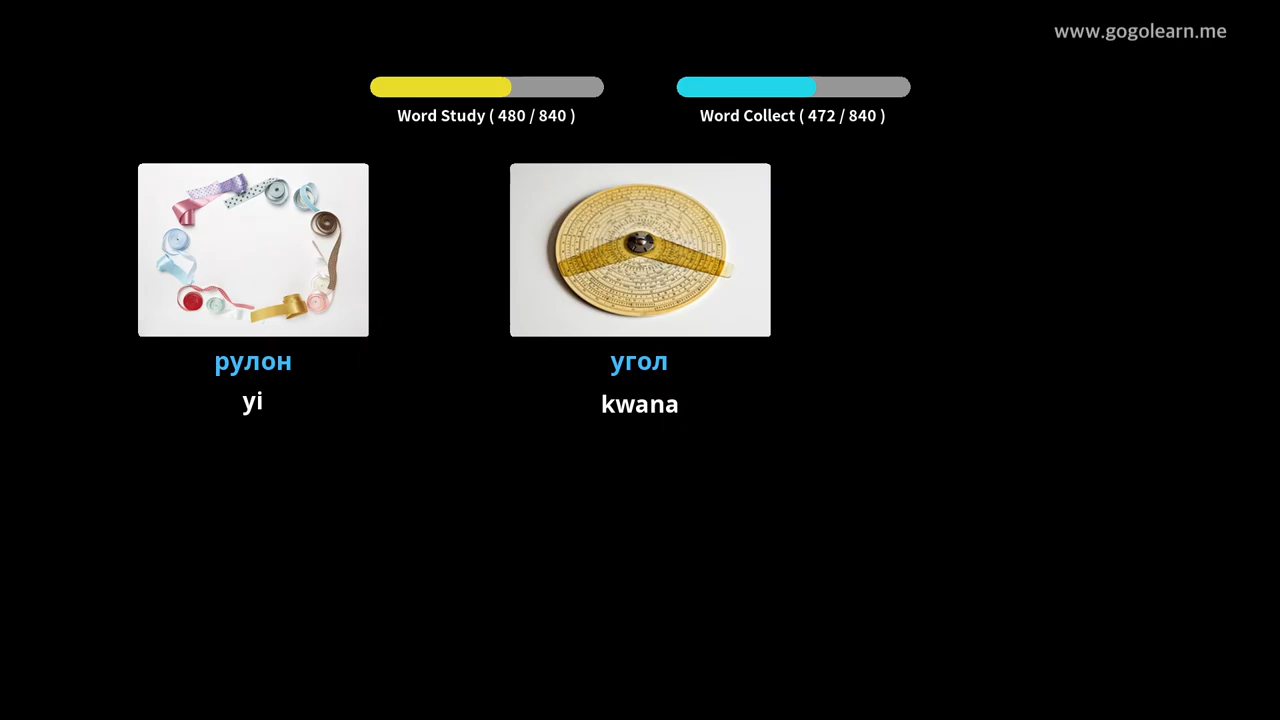 www.gogolearn.me
Word Study ( 480 / 840 )
Word Collect ( 472 / 840 )
рулон
yi
угол
kwana